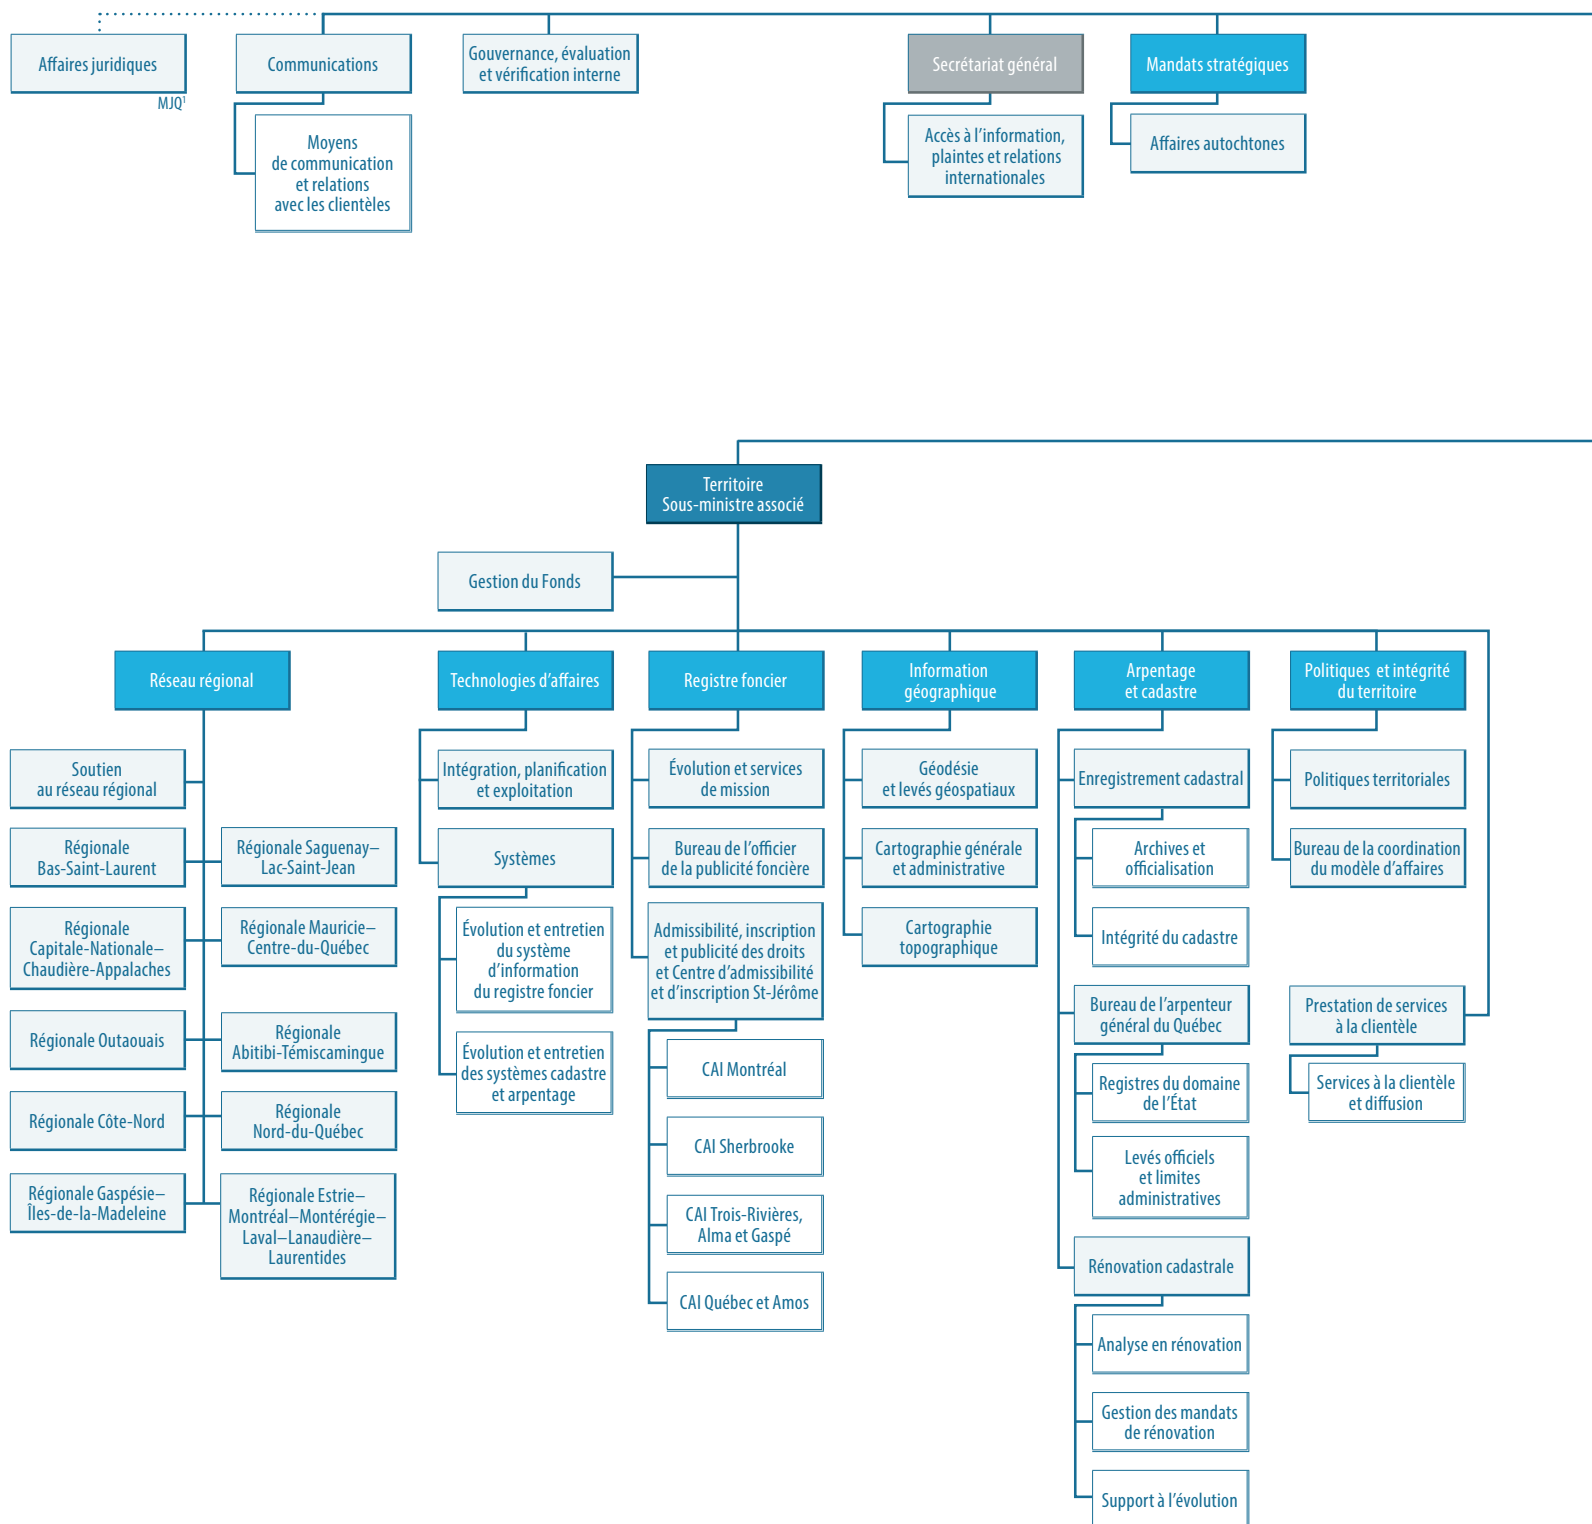 Affaires juridiques
MJQ¹
Communications
Moyens
de communication
et relations
avec les clientèles
Gouvernance, évaluation
et vérification interne
Secrétariat général
Accès à l'information,
plaintes et relations
internationales
Mandats stratégiques
Affaires autochtones
Territoire
Sous-ministre associé
Gestion du Fonds
Réseau régional
Soutien
au réseau régional
Régionale
Bas-Saint-Laurent
Régionale Saguenay–
Lac-Saint-Jean
Régionale
Capitale-Nationale–
Chaudière-Appalaches
Régionale Mauricie–
Centre-du-Québec
Régionale Outaouais
Régionale
Abitibi-Témiscamingue
Régionale Côte-Nord
Régionale
Nord-du-Québec
Régionale Gaspésie–
Îles-de-la-Madeleine
Régionale Estrie–
Montréal–Montérégie–
Laval–Lanaudière–
Laurentides
Technologies d'affaires
Intégration, planification
et exploitation
Systèmes
Évolution et entretien
du système
d'information
du registre foncier
Évolution et entretien
des systèmes cadastre
et arpentage
Registre foncier
Évolution et services
de mission
Bureau de l'officier
de la publicité foncière
Admissibilité, inscription
et publicité des droits
et Centre d'admissibilité
et d'inscription St-Jérôme
CAI Montréal
CAI Sherbrooke
CAI Trois-Rivières,
Alma et Gaspé
CAI Québec et Amos
Information
géographique
Géodésie
et levés géospatiaux
Cartographie générale
et administrative
Cartographie
topographique
Arpentage
et cadastre
Enregistrement cadastral
Archives et
officialisation
Intégrité du cadastre
Bureau de l'arpenteur
général du Québec
Registres du domaine
de l'État
Levés officiels
et limites
administratives
Rénovation cadastrale
Analyse en rénovation
Gestion des mandats
de rénovation
Support à l'évolution
Politiques et intégrité
du territoire
Politiques territoriales
Bureau de la coordination
du modèle d'affaires
Prestation de services
à la clientèle
Services à la clientèle
et diffusion